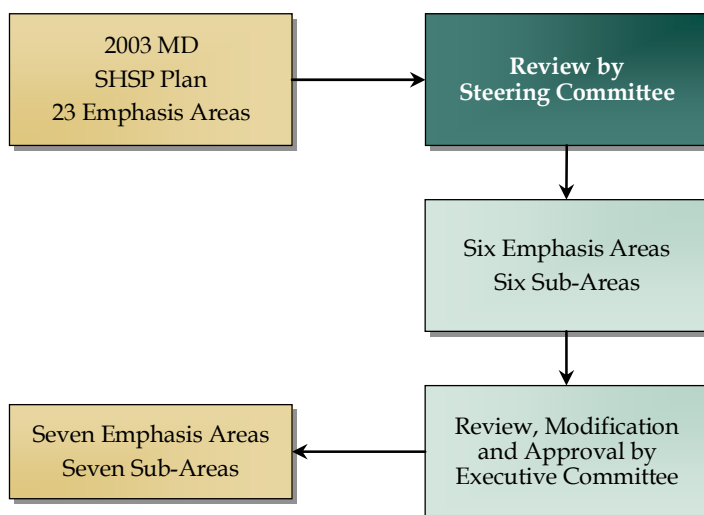 2003 MD
SHSP Plan
23 Emphasis Areas
Review by
Steering Committee
Six Emphasis Areas
Six Sub-Areas
Review, Modification
and Approval by
Executive Committee
Seven Emphasis Areas
Seven Sub-Areas